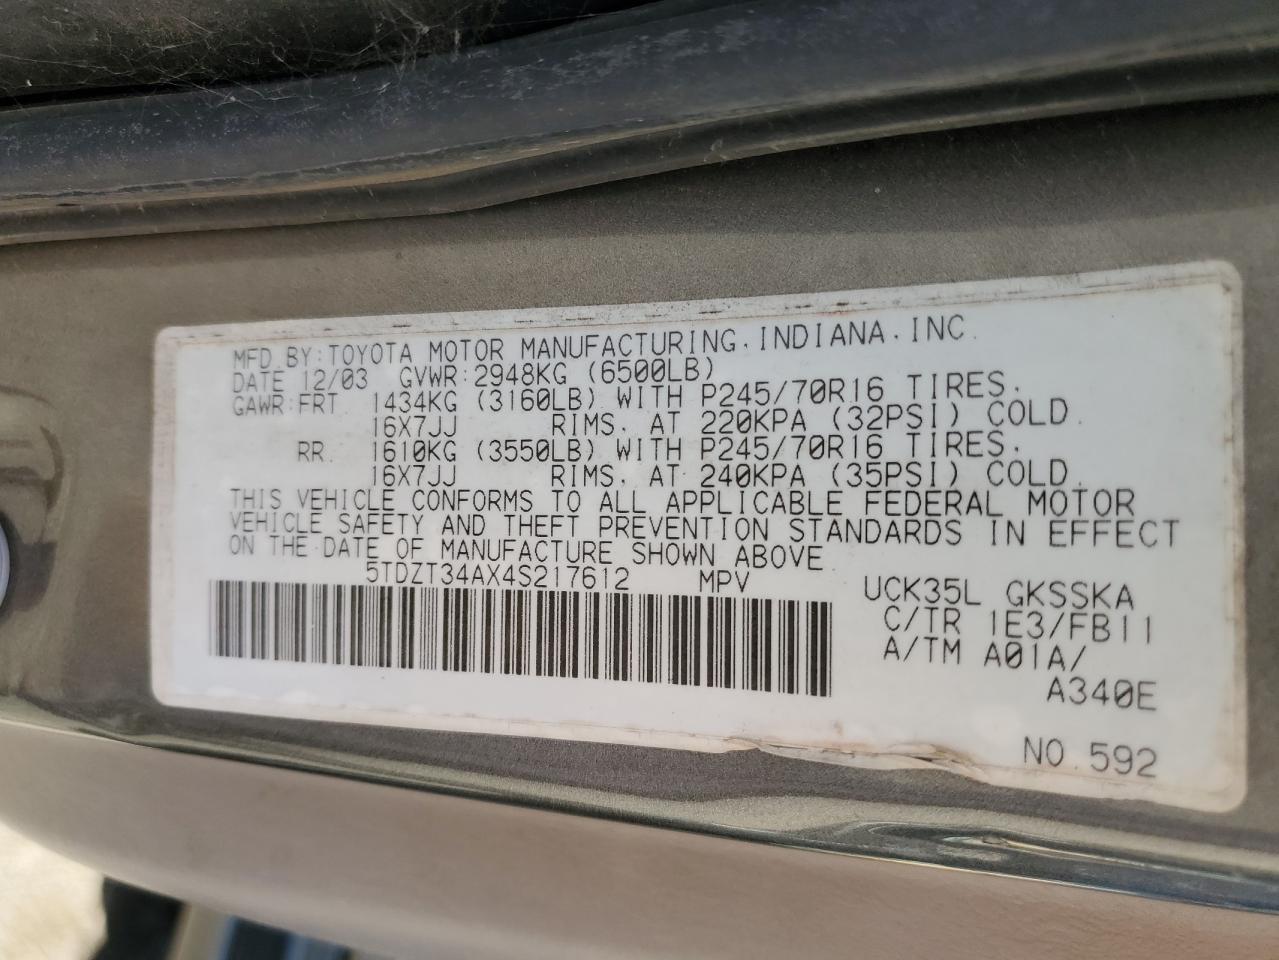 MFD. BY: TOYOTA MOTOR MANUFACTURING. INDIANA. INC.
DATE 12/03 GVWR: 2948KG (6500LB)
GAWR: FRT 1434KG (3160LB) WITH P245/70R16 TIRES.
16X7JJ RIMS. AT 220KPA (32PSI) COLD.
RR. 1610KG (3550LB) WITH P245/70R16 TIRES.
16X7JJ RIMS. AT 240KPA (35PSI) COLD.
THIS VEHICLE CONFORMS TO ALL APPLICABLE FEDERAL MOTOR
VEHICLE SAFETY AND THEFT PREVENTION STANDARDS IN EFFECT
ON THE DATE OF MANUFACTURE SHOWN ABOVE.
5TDZT34AX4S217612 MPV
UCK35L GKSSKA
C/TR 1E3/FB11
A/TM A01A/
A340E
NO. 592